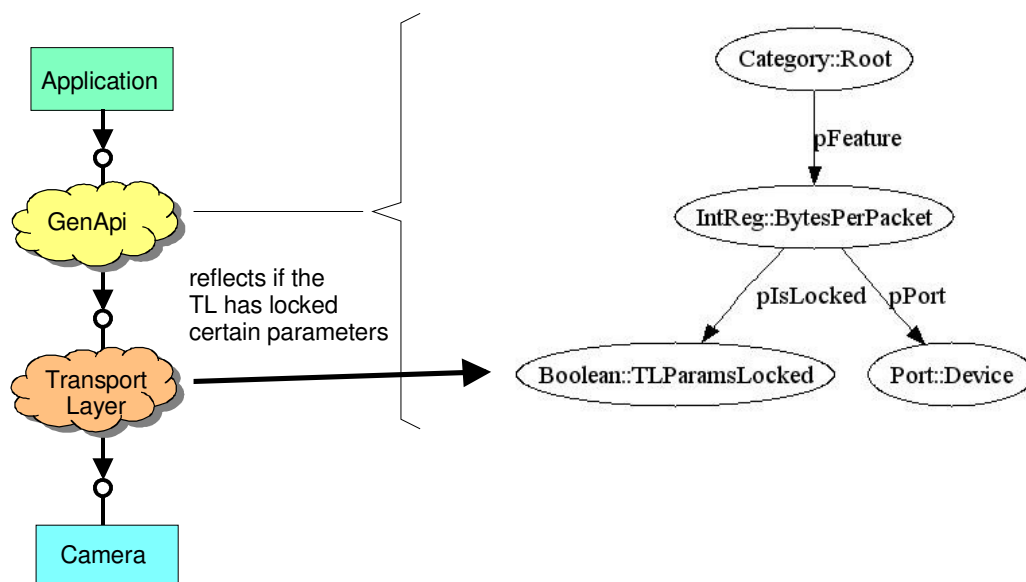 Application
GenApi
reflects if the
TL has locked
certain parameters
Transport
Layer
Camera
Category::Root
pFeature
IntReg::BytesPerPacket
pIsLocked
pPort
Boolean::TLParamsLocked
Port::Device